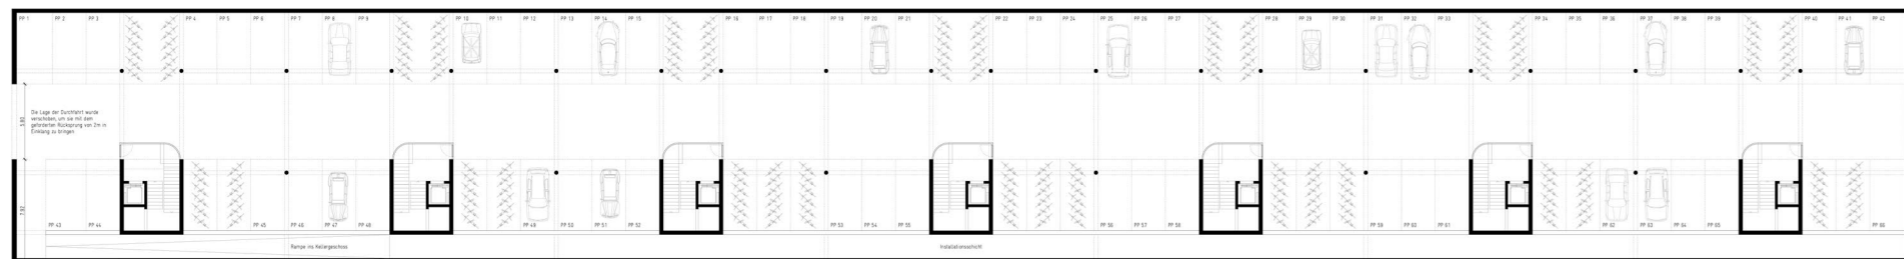 PP 1 PP 2 PP 3 PP 4 PP 5 PP 6 PP 7 PP 8 PP 9 PP 10 PP 11 PP 12 PP 13 PP 14 PP 15 PP 16 PP 17 PP 18 PP 19 PP 20 PP 21 PP 22 PP 23 PP 24 PP 25 PP 26 PP 27 PP 28 PP 29 PP 30 PP 31 PP 32 PP 33 PP 34 PP 35 PP 36 PP 37 PP 38 PP 39 PP 40 PP 41 PP 42
5.80
Die Lage der Durchfahrt wurde
verschoben, um sie mit dem
geforderten Rücksprung von 2m in
Einklang zu bringen
7.92
PP 43 PP 44 PP 45 PP 46 PP 47 PP 48 PP 49 PP 50 PP 51 PP 52 PP 53 PP 54 PP 55 PP 56 PP 57 PP 58 PP 59 PP 60 PP 61 PP 62 PP 63 PP 64 PP 65 PP 66
Rampe ins Kellergeschoss
Installationsschicht